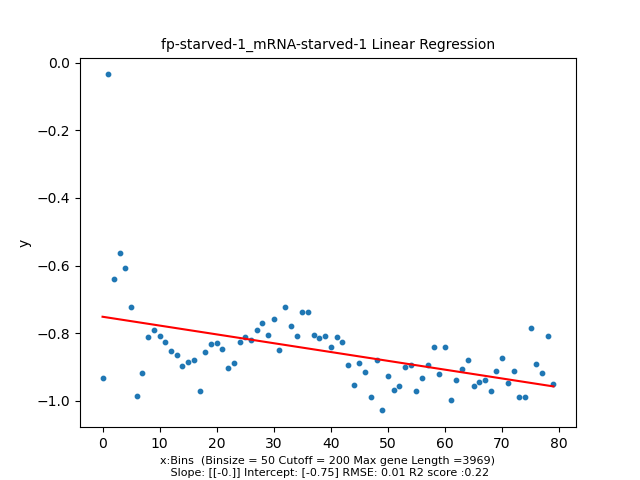 fp-starved-1_mRNA-starved-1 Linear Regression
0.0
−0.2
−0.4
−0.6
−0.8
−1.0
y
0 10 20 30 40 50 60 70 80
x:Bins (Binsize = 50 Cutoff = 200 Max gene Length =3969)
Slope: [[-0.]] Intercept: [-0.75] RMSE: 0.01 R2 score :0.22